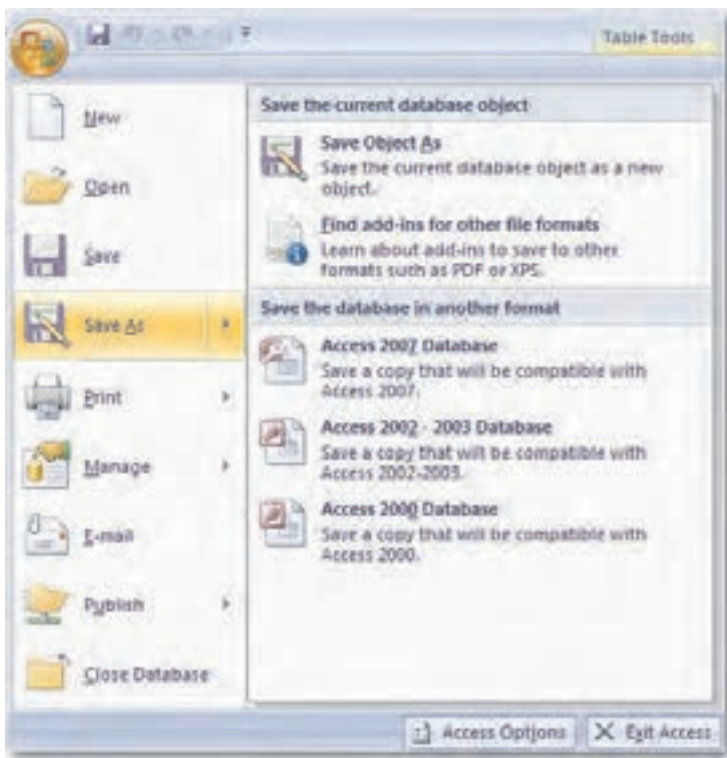 Table Tools
New
Open
Save
Save As
Print
Manage
E-mail
Publish
Close Database
Save the current database object
Save Object As
Save the current database object as a new
object.
Find add-ins for other file formats
Learn about add-ins to save to other
formats such as PDF or XPS.
Save the database in another format
Access 2007 Database
Save a copy that will be compatible with
Access 2007.
Access 2002 - 2003 Database
Save a copy that will be compatible with
Access 2002-2003.
Access 2000 Database
Save a copy that will be compatible with
Access 2000.
Access Options
Exit Access